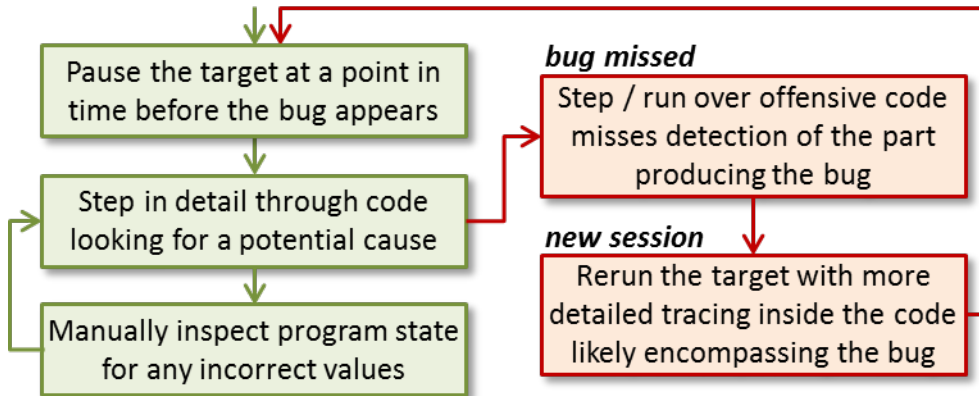 Pause the target at a point in
time before the bug appears
Step in detail through code
looking for a potential cause
Manually inspect program state
for any incorrect values
bug missed
Step / run over offensive code
misses detection of the part
producing the bug
new session
Rerun the target with more
detailed tracing inside the code
likely encompassing the bug